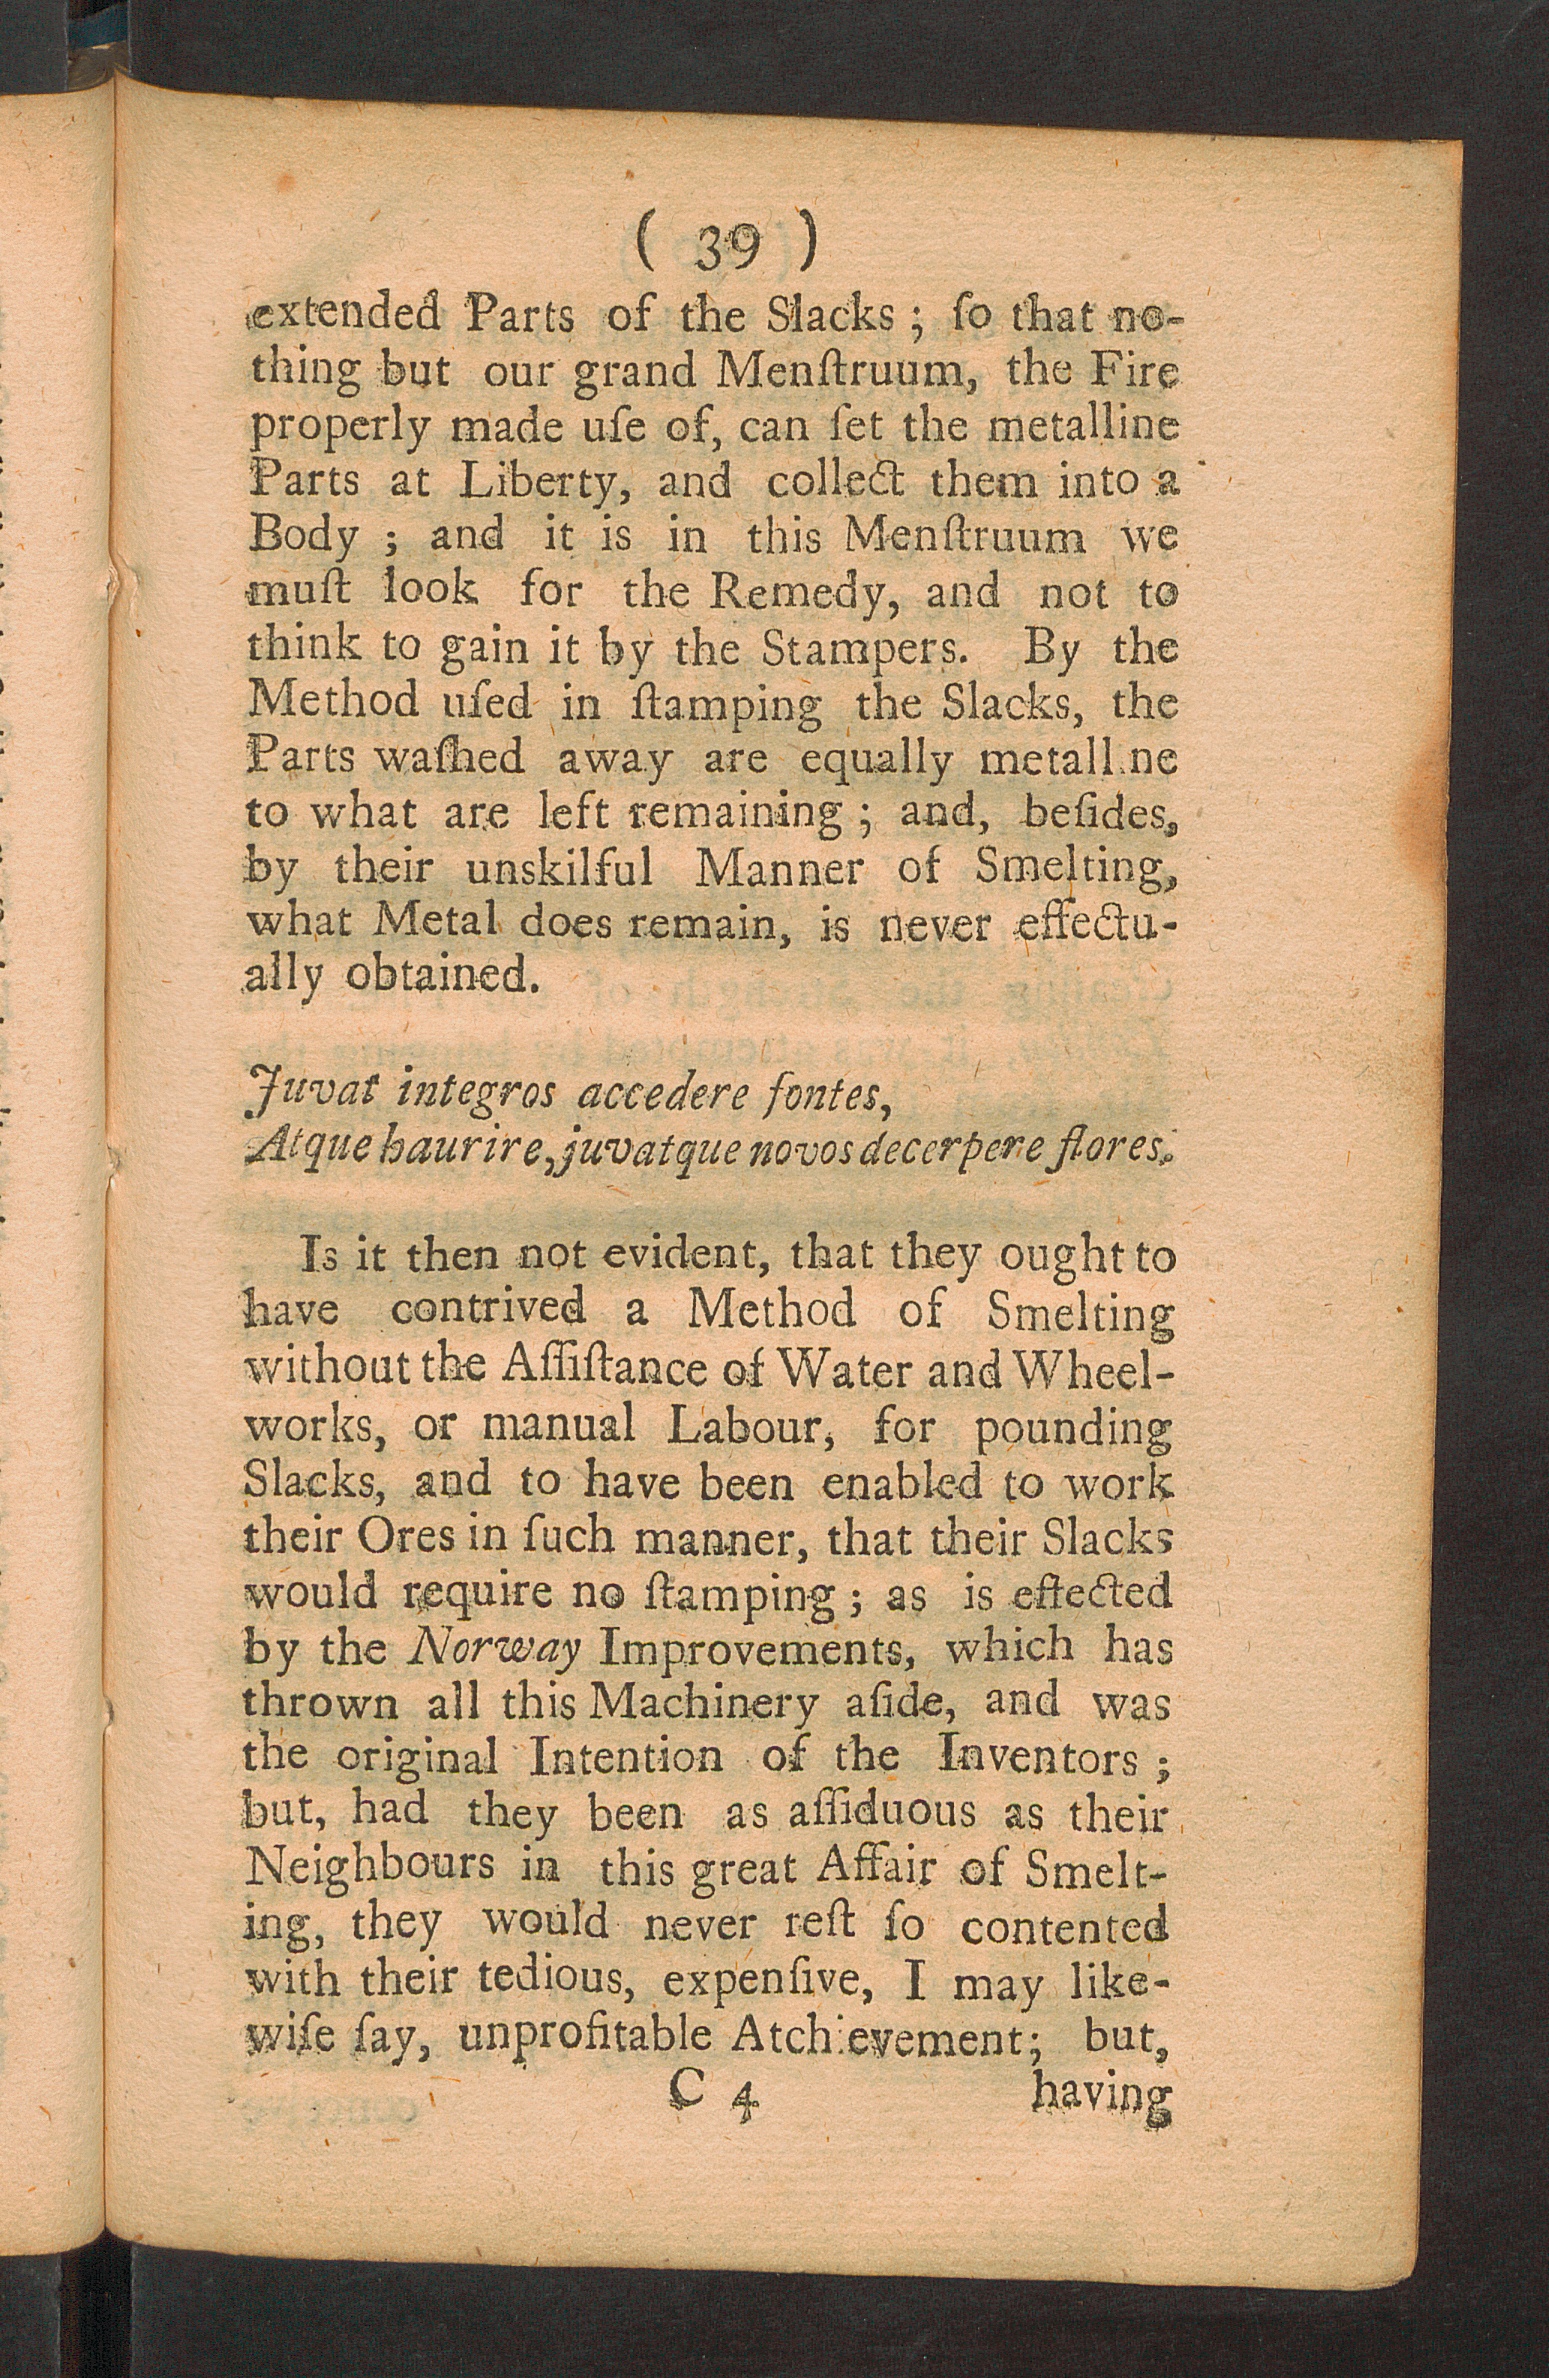 ( 39 )
extended Parts of the Slacks ; ſo that no-
thing but our grand Menſtruum, the Fire
properly made uſe of, can ſet the metalline
Parts at Liberty, and collect them into a
Body ; and it is in this Menſtruum we
muſt look for the Remedy, and not to
think to gain it by the Stampers. By the
Method uſed in ſtamping the Slacks, the
Parts waſhed away are equally metall ne
to what are left remaining ; and, beſides,
by their unskilful Manner of Smelting,
what Metal does remain, is never effectu-
ally obtained.
Juvat integros accedere fontes,
Atque haurire, juvatque novos decerpere flores.
Is it then not evident, that they ought to
have contrived a Method of Smelting
without the Aſſiſtance of Water and Wheel-
works, or manual Labour, for pounding
Slacks, and to have been enabled to work
their Ores in ſuch manner, that their Slacks
would require no ſtamping ; as is effected
by the Norway Improvements, which has
thrown all this Machinery aſide, and was
the original Intention of the Inventors ;
but, had they been as aſſiduous as their
Neighbours in this great Affair of Smelt-
ing, they would never reſt ſo contented
with their tedious, expenſive, I may like-
wiſe ſay, unprofitable Atchievement; but,
C 4 having